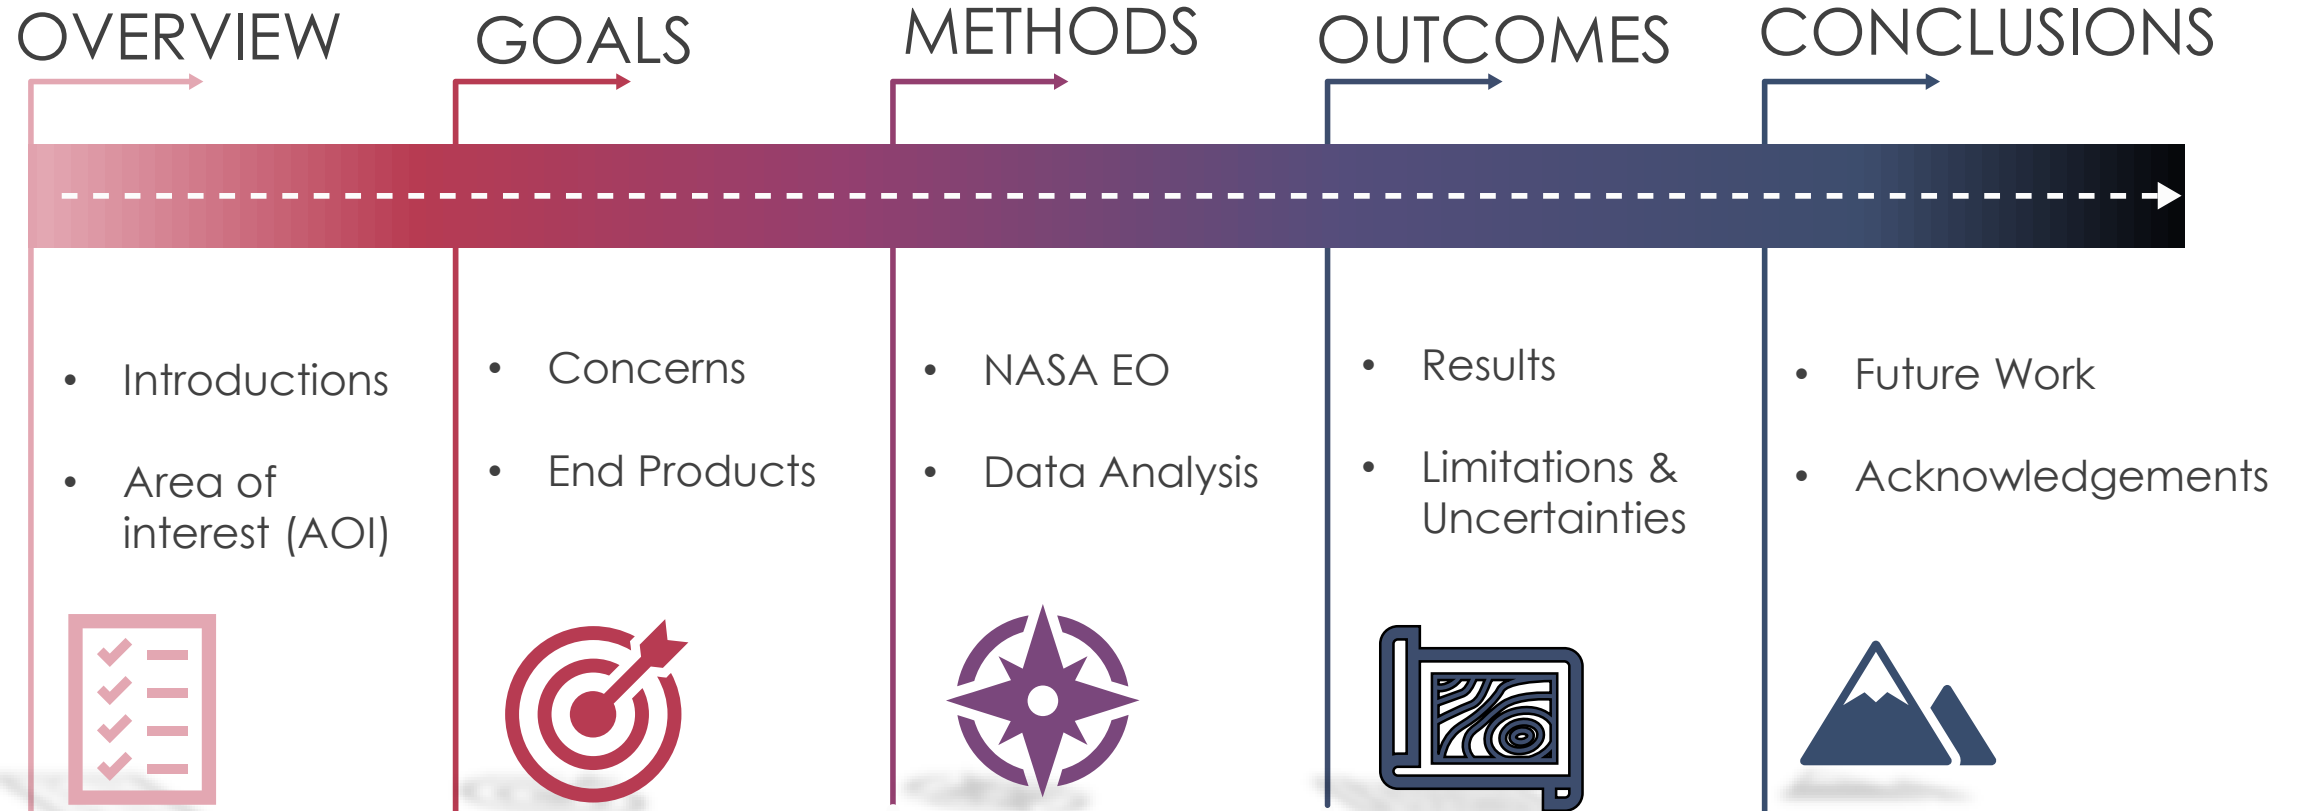 OVERVIEW
GOALS
METHODS
OUTCOMES
CONCLUSIONS
• Introductions
• Area of
interest (AOI)
• Concerns
• End Products
• NASA EO
• Data Analysis
• Results
• Limitations &
Uncertainties
• Future Work
• Acknowledgements